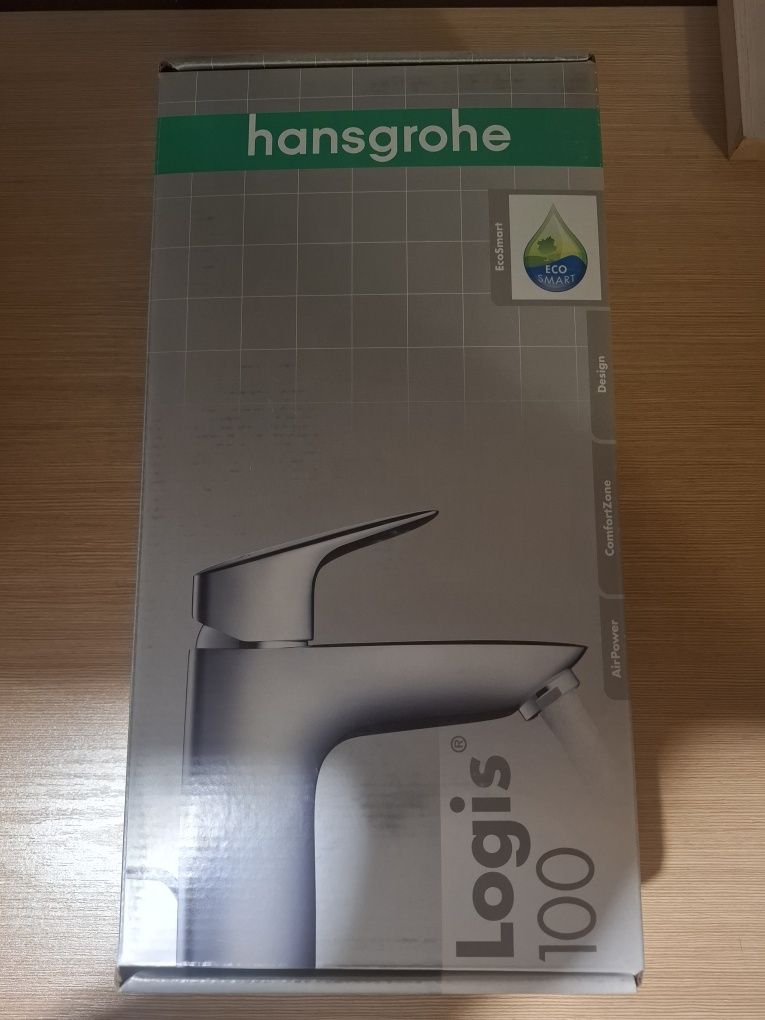 hansgrohe
EcoSmart
ECO
SMART
Design
ComfortZone
AirPower
Logis®
100